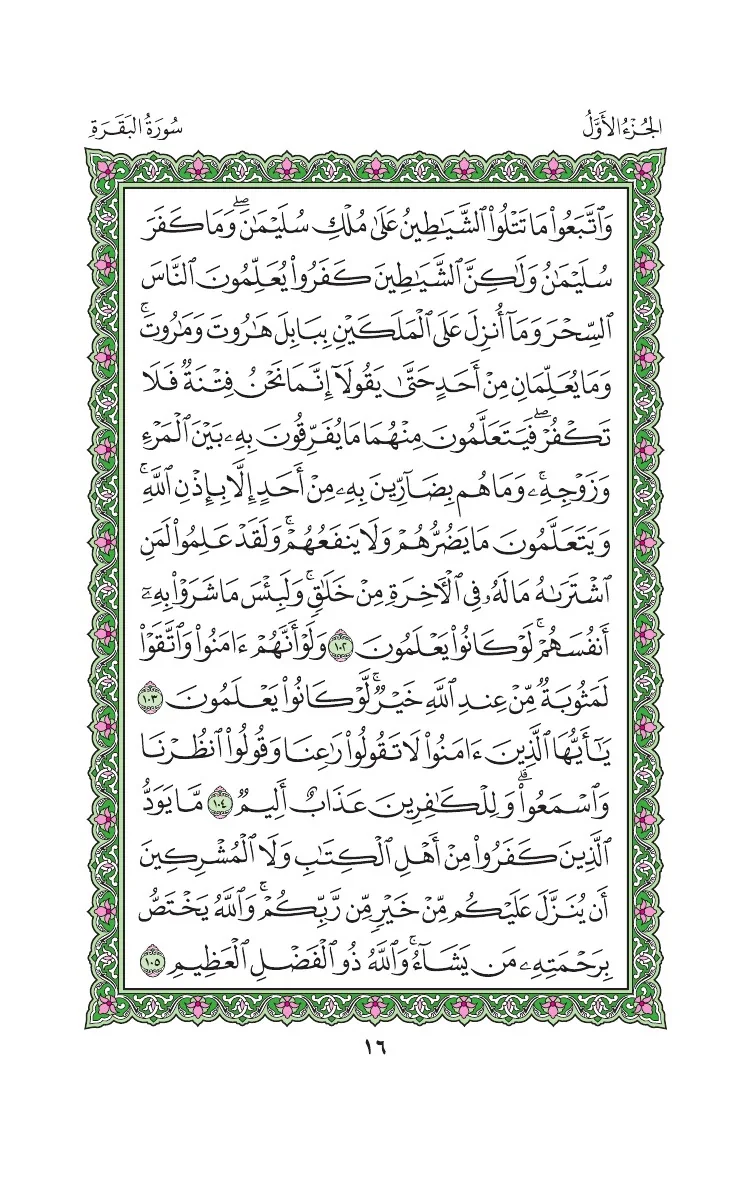 الجُزْءُ الأَوَّلُ
سُورَةُ البَقَرَةِ
وَٱتَّبَعُوا۟ مَا تَتْلُوا۟ ٱلشَّيَـٰطِينُ عَلَىٰ مُلْكِ سُلَيْمَـٰنَ ۖ وَمَا كَفَرَ
سُلَيْمَـٰنُ وَلَـٰكِنَّ ٱلشَّيَـٰطِينَ كَفَرُوا۟ يُعَلِّمُونَ ٱلنَّاسَ
ٱلسِّحْرَ وَمَآ أُنزِلَ عَلَى ٱلْمَلَكَيْنِ بِبَابِلَ هَـٰرُوتَ وَمَـٰرُوتَ ۚ
وَمَا يُعَلِّمَانِ مِنْ أَحَدٍ حَتَّىٰ يَقُولَآ إِنَّمَا نَحْنُ فِتْنَةٌ فَلَا
تَكْفُرْ ۖ فَيَتَعَلَّمُونَ مِنْهُمَا مَا يُفَرِّقُونَ بِهِۦ بَيْنَ ٱلْمَرْءِ
وَزَوْجِهِۦ ۚ وَمَا هُم بِضَآرِّينَ بِهِۦ مِنْ أَحَدٍ إِلَّا بِإِذْنِ ٱللَّهِ ۚ
وَيَتَعَلَّمُونَ مَا يَضُرُّهُمْ وَلَا يَنفَعُهُمْ ۚ وَلَقَدْ عَلِمُوا۟ لَمَنِ
ٱشْتَرَىٰهُ مَا لَهُۥ فِى ٱلْـَٔاخِرَةِ مِنْ خَلَـٰقٍ ۚ وَلَبِئْسَ مَا شَرَوْا۟ بِهِۦٓ
أَنفُسَهُمْ ۚ لَوْ كَانُوا۟ يَعْلَمُونَ ١٠٢ وَلَوْ أَنَّهُمْ ءَامَنُوا۟ وَٱتَّقَوْا۟
لَمَثُوبَةٌ مِّنْ عِندِ ٱللَّهِ خَيْرٌ ۖ لَّوْ كَانُوا۟ يَعْلَمُونَ ١٠٣
يَـٰٓأَيُّهَا ٱلَّذِينَ ءَامَنُوا۟ لَا تَقُولُوا۟ رَٰعِنَا وَقُولُوا۟ ٱنظُرْنَا
وَٱسْمَعُوا۟ ۗ وَلِلْكَـٰفِرِينَ عَذَابٌ أَلِيمٌ ١٠٤ مَّا يَوَدُّ
ٱلَّذِينَ كَفَرُوا۟ مِنْ أَهْلِ ٱلْكِتَـٰبِ وَلَا ٱلْمُشْرِكِينَ
أَن يُنَزَّلَ عَلَيْكُم مِّنْ خَيْرٍ مِّن رَّبِّكُمْ ۗ وَٱللَّهُ يَخْتَصُّ
بِرَحْمَتِهِۦ مَن يَشَآءُ ۚ وَٱللَّهُ ذُو ٱلْفَضْلِ ٱلْعَظِيمِ ١٠٥
١٦